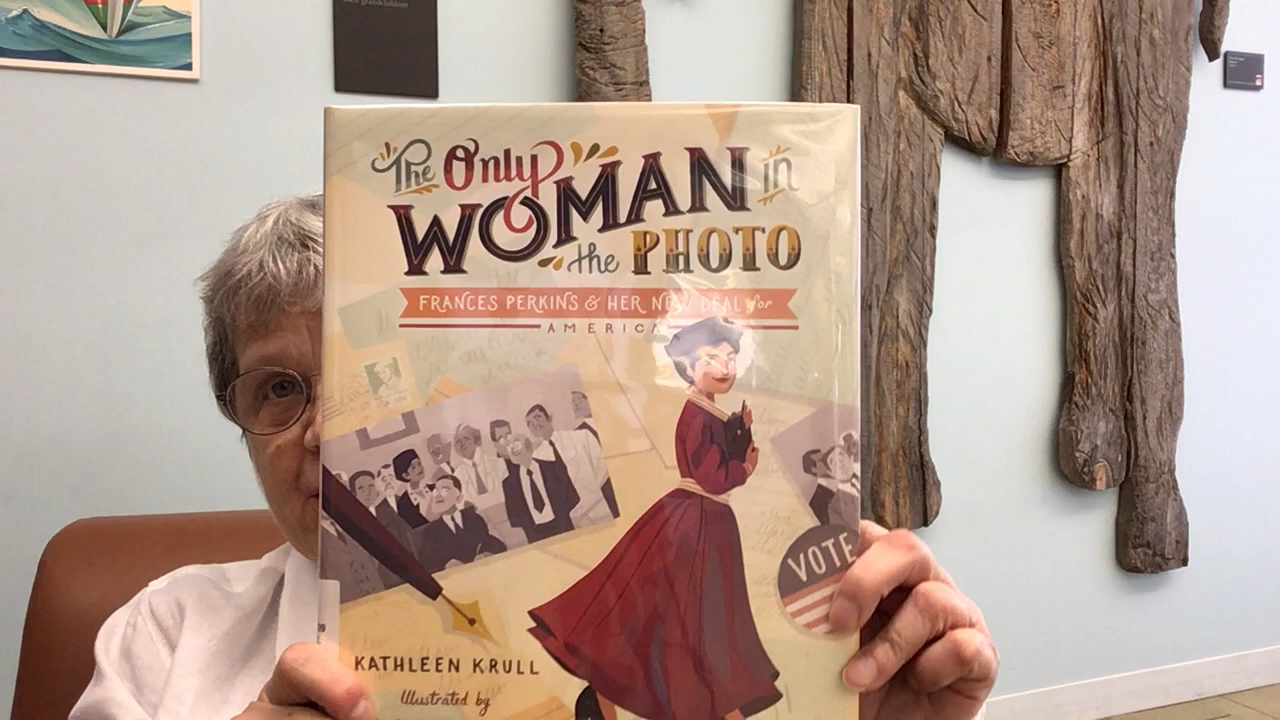 The Only
WOMAN in
the PHOTO
FRANCES PERKINS & HER NEW DEAL for
AMERICA
VOTE
KATHLEEN KRULL
Illustrated by